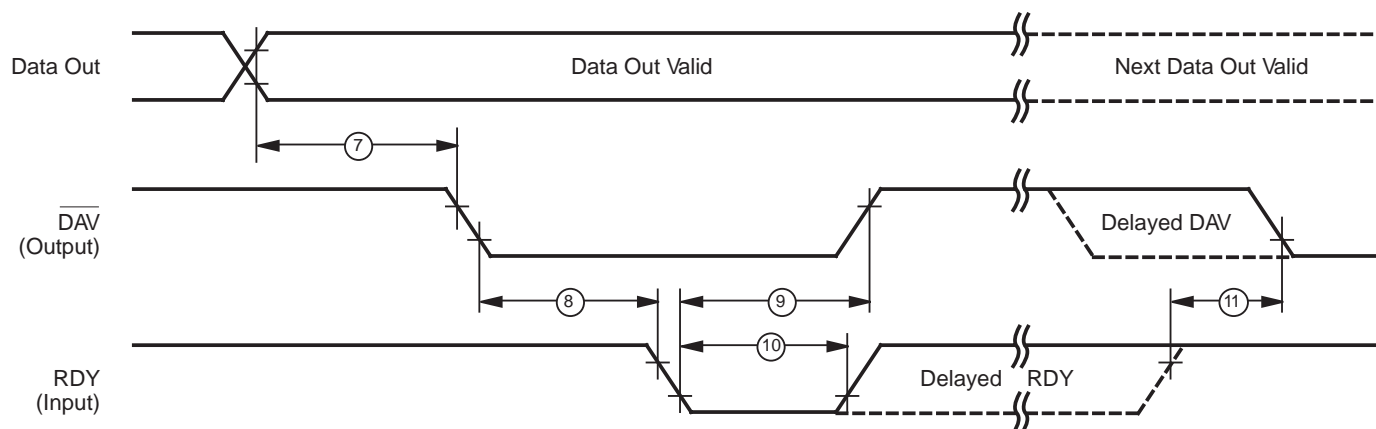 Data Out
Data Out Valid
Next Data Out Valid
7
DAV
(Output)
Delayed DAV
8
9
11
10
RDY
(Input)
Delayed RDY